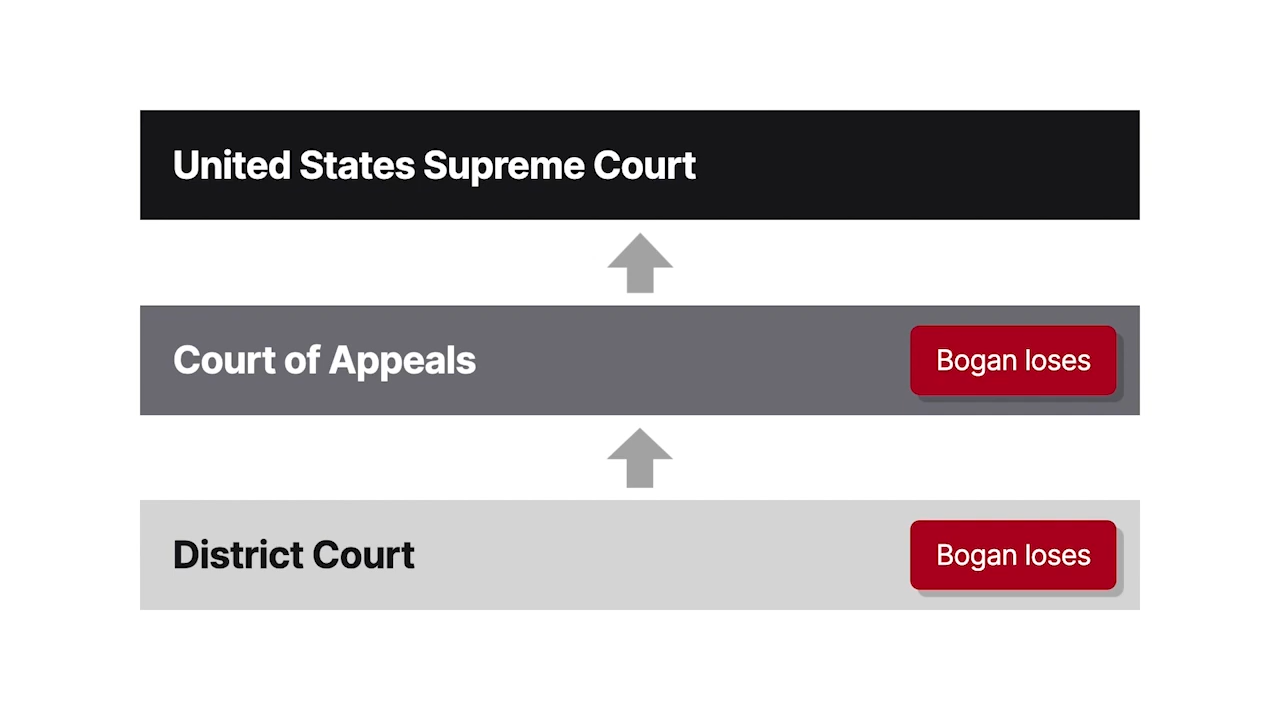 United States Supreme Court
Court of Appeals
Bogan loses
District Court
Bogan loses